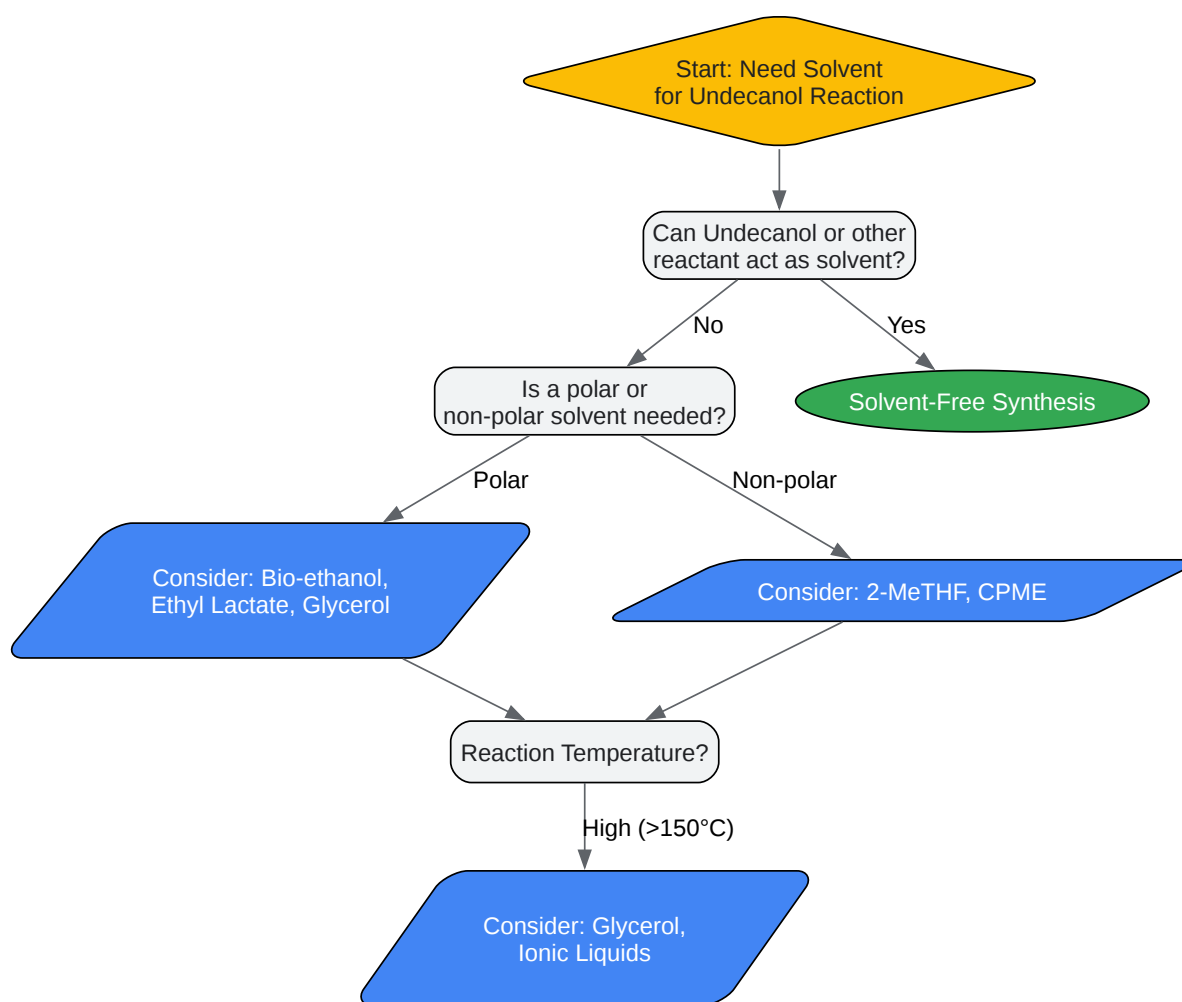 Start: Need Solvent
for Undecanol Reaction
Can Undecanol or other
reactant act as solvent?
No
Yes
Is a polar or
non-polar solvent needed?
Solvent-Free Synthesis
Polar
Non-polar
Consider: Bio-ethanol,
Ethyl Lactate, Glycerol
Consider: 2-MeTHF, CPME
Reaction Temperature?
High (>150°C)
Consider: Glycerol,
Ionic Liquids